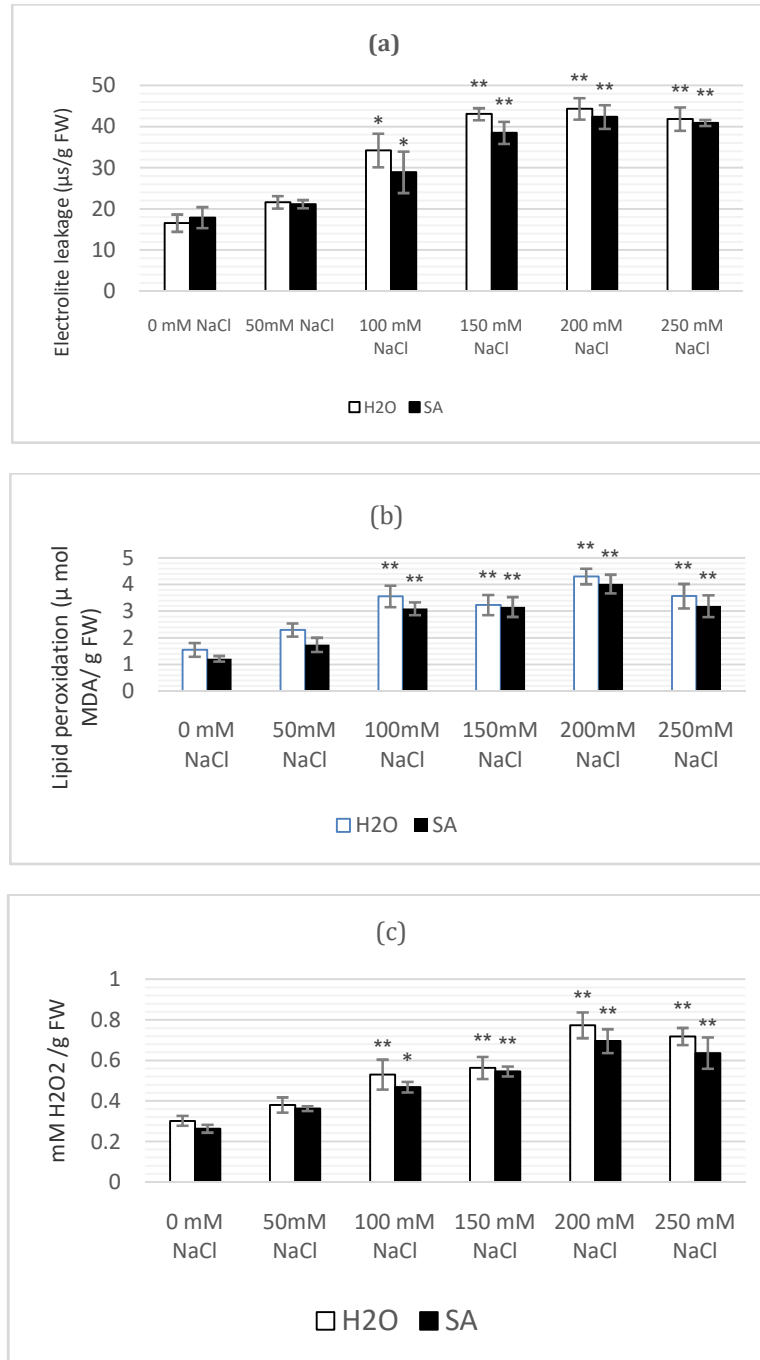 (a)
Electrolite leakage (µs/g FW)
50
40
30
20
10
0
* * ** ** ** ** ** **
0 mM NaCl 50mM NaCl 100 mM NaCl 150 mM NaCl 200 mM NaCl 250 mM NaCl
H2O SA
(b)
Lipid peroxidation (µ mol
MDA/ g FW)
5
4
3
2
1
0
** ** ** ** ** ** ** **
0 mM NaCl 50mM NaCl 100mM NaCl 150mM NaCl 200mM NaCl 250mM NaCl
H2O SA
(c)
mM H2O2 /g FW
1
0.8
0.6
0.4
0.2
0
** * ** ** ** ** ** **
0 mM NaCl 50mM NaCl 100 mM NaCl 150 mM NaCl 200 mM NaCl 250 mM NaCl
H2O SA